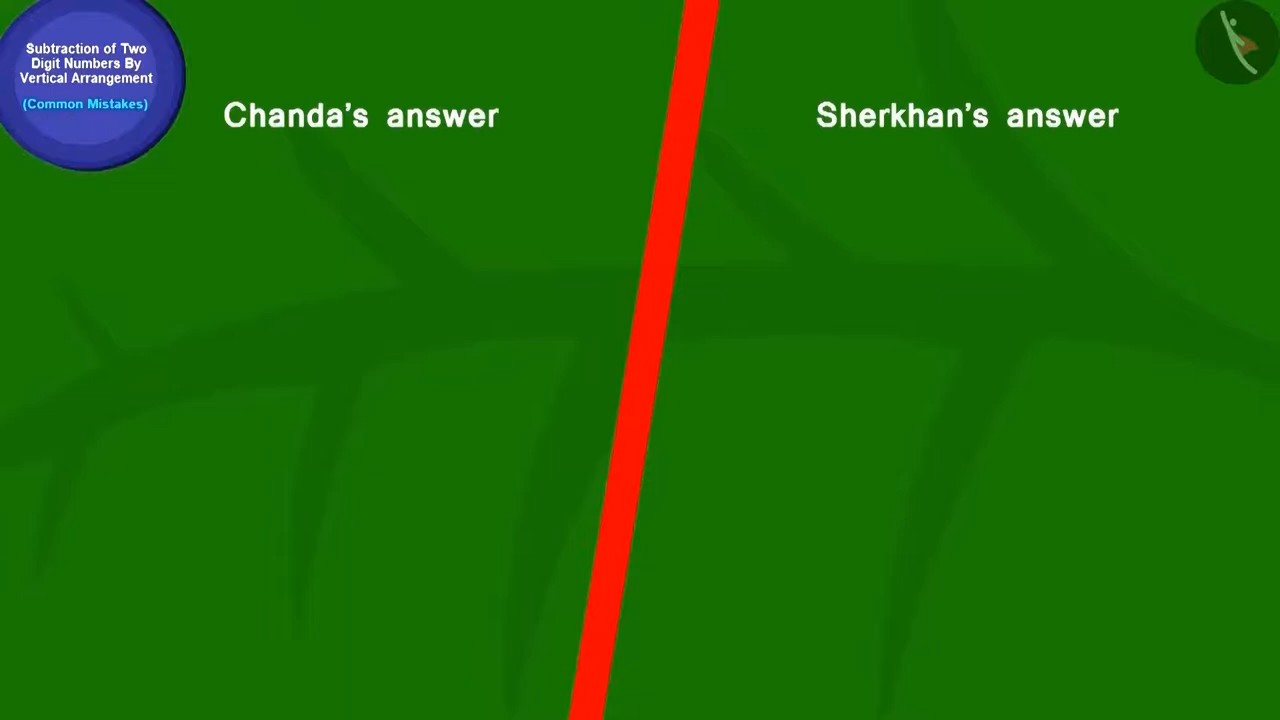 Subtraction of Two
Digit Numbers By
Vertical Arrangement
(Common Mistakes)
Chanda's answer
Sherkhan's answer